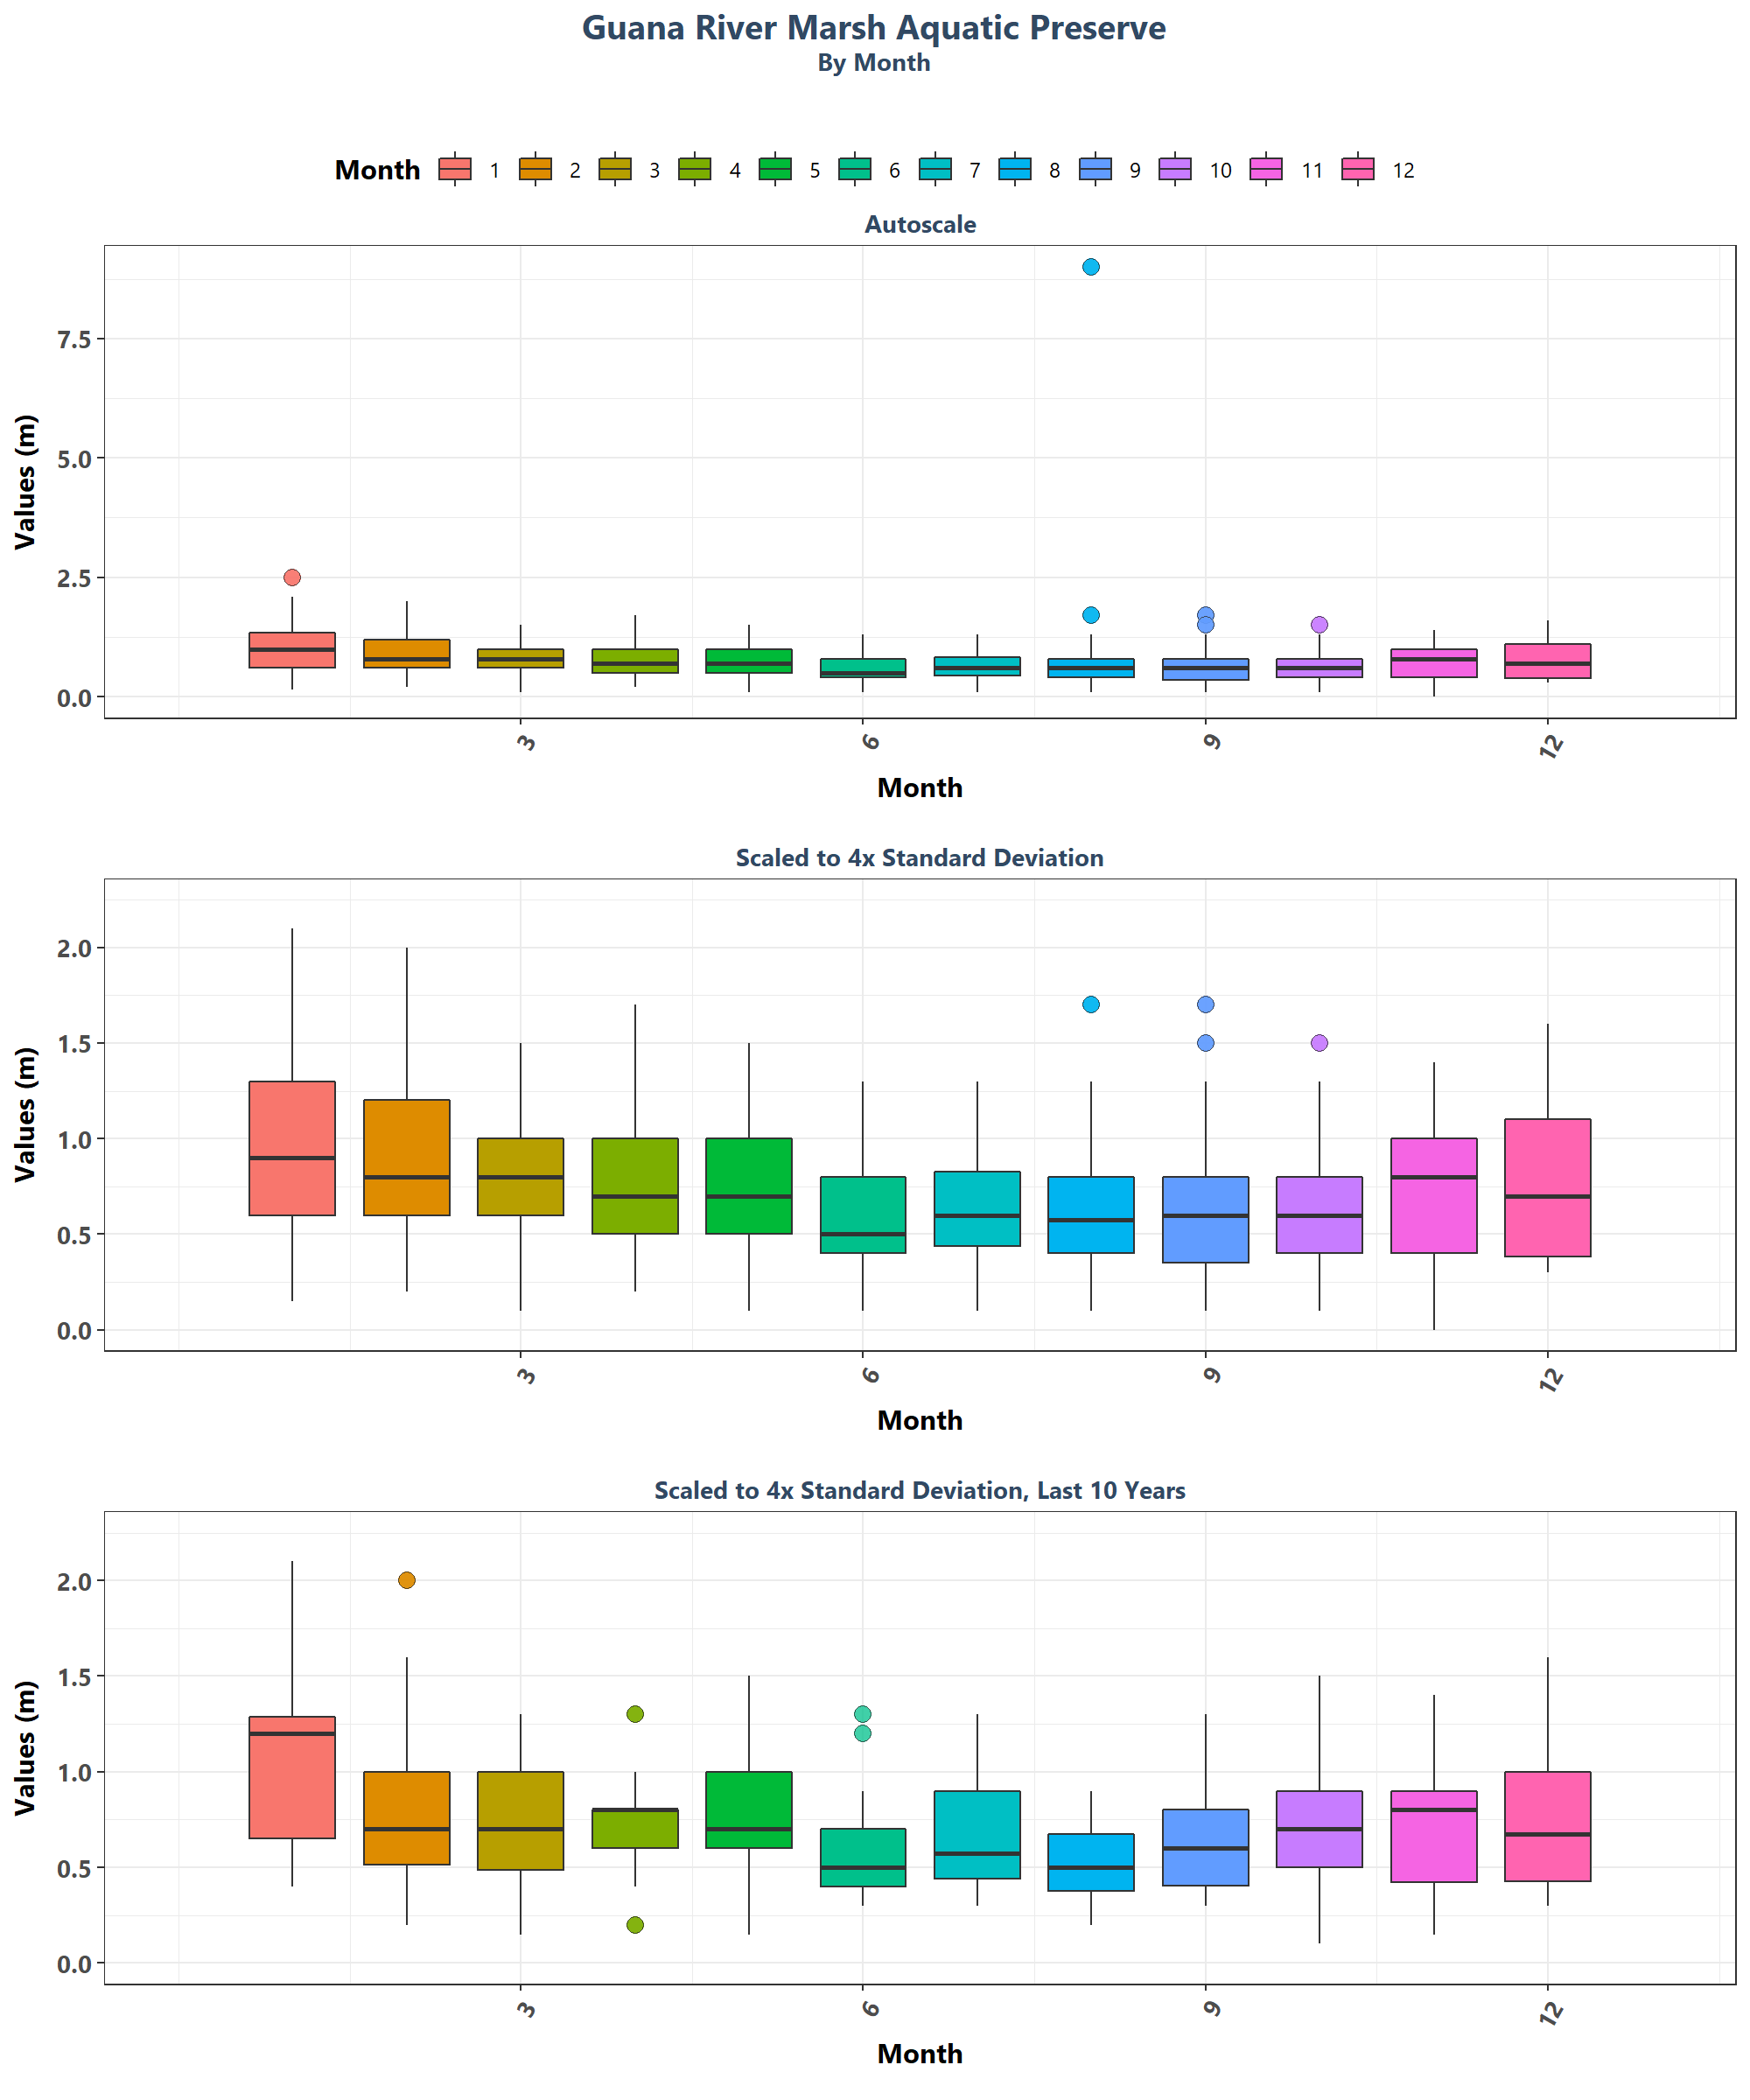 Guana River Marsh Aquatic Preserve
By Month
Month 1 2 3 4 5 6 7 8 9 10 11 12
Autoscale
Values (m)
7.5
5.0
2.5
0.0
3 6 9 12
Month
Scaled to 4x Standard Deviation
Values (m)
2.0
1.5
1.0
0.5
0.0
3 6 9 12
Month
Scaled to 4x Standard Deviation, Last 10 Years
Values (m)
2.0
1.5
1.0
0.5
0.0
3 6 9 12
Month